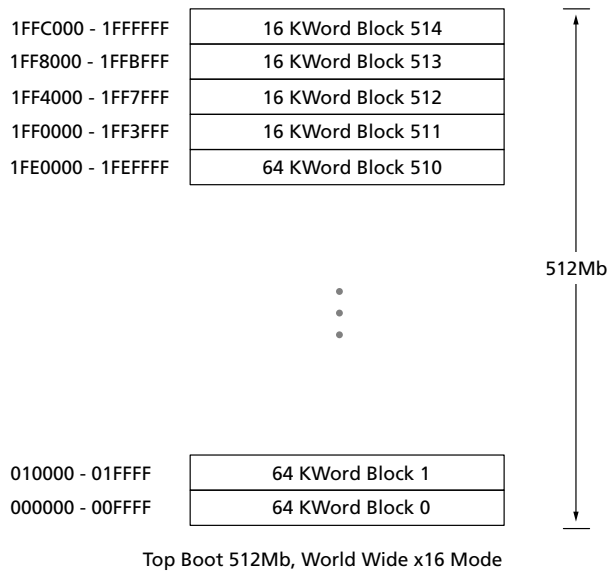 1FFC000 - 1FFFFFF 16 KWord Block 514
1FF8000 - 1FFBFFF 16 KWord Block 513
1FF4000 - 1FF7FFF 16 KWord Block 512
1FF0000 - 1FF3FFF 16 KWord Block 511
1FE0000 - 1FEFFFF 64 KWord Block 510
512Mb
010000 - 01FFFF 64 KWord Block 1
000000 - 00FFFF 64 KWord Block 0
Top Boot 512Mb, World Wide x16 Mode